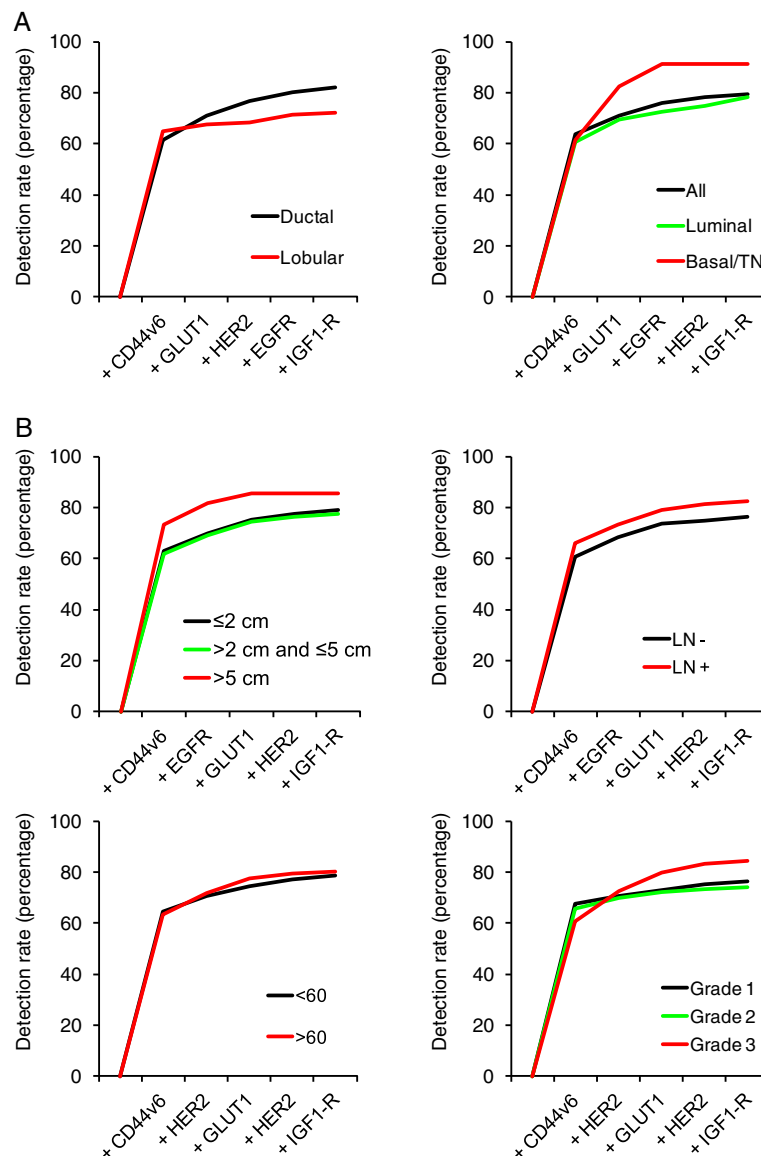 A
Detection rate (percentage)
100
80
60
40
20
0
Ductal
Lobular
+ CD44v6
+ GLUT1
+ HER2
+ EGFR
+ IGF1-R
Detection rate (percentage)
100
80
60
40
20
0
All
Luminal
Basal/TN
+ CD44v6
+ GLUT1
+ EGFR
+ HER2
+ IGF1-R
B
Detection rate (percentage)
100
80
60
40
20
0
≤2 cm
>2 cm and ≤5 cm
>5 cm
+ CD44v6
+ EGFR
+ GLUT1
+ HER2
+ IGF1-R
Detection rate (percentage)
100
80
60
40
20
0
LN -
LN +
+ CD44v6
+ EGFR
+ GLUT1
+ HER2
+ IGF1-R
Detection rate (percentage)
100
80
60
40
20
0
<60
>60
+ CD44v6
+ HER2
+ GLUT1
+ HER2
+ IGF1-R
Detection rate (percentage)
100
80
60
40
20
0
Grade 1
Grade 2
Grade 3
+ CD44v6
+ HER2
+ GLUT1
+ HER2
+ IGF1-R